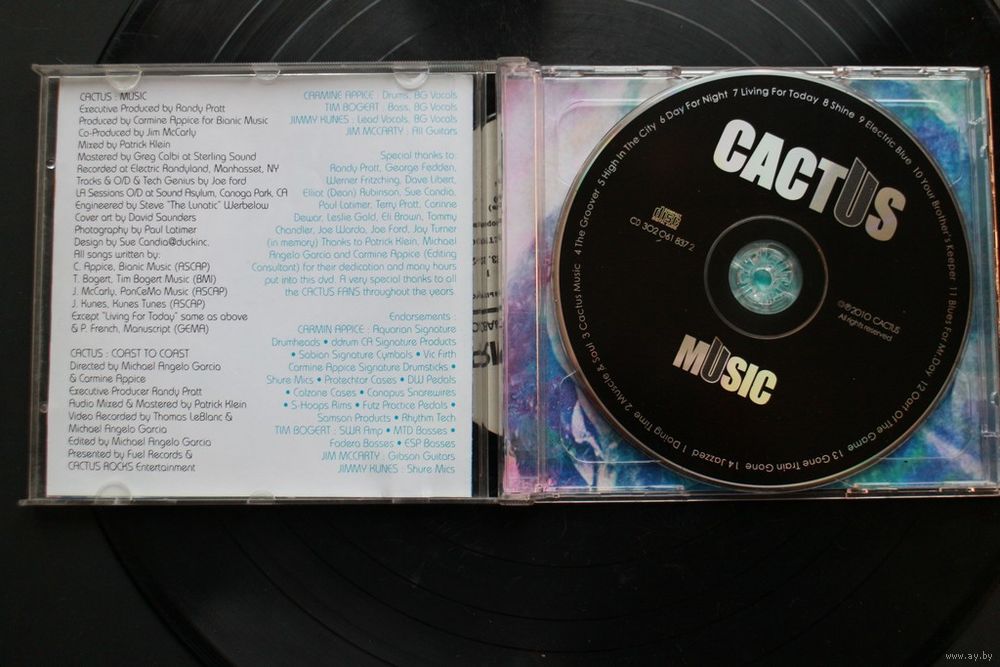 CACTUS : MUSIC
Executive Produced by Randy Pratt
Produced by Carmine Appice for Bianic Music
Co-Produced by Jim McCarty
Mixed by Patrick Klein
Mastered by Greg Calbi at Sterling Sound
Recorded at Electric Randyland, Manhasset, NY
Tracks & O/D & Tech Genius by Joe ford
LA Sessions O/D at Sound Asylum, Canoga Park, CA
Engineered by Steve "The Lunatic" Werbelow
Cover art by David Saunders
Photography by Paul Latimer
Design by Sue Candia@duckinc.
All songs written by:
C. Appice, Bianic Music (ASCAP)
T. Bogert, Tim Bogert Music (BMI)
J. McCarty, PanCeMo Music (ASCAP)
J. Kunes, Kunes Tunes (ASCAP)
Except "Living For Today" same as above
& P. French, Manuscript (GEMA)
CACTUS : COAST TO COAST
Directed by Michael Angelo Garcia
& Carmine Appice
Executive Producer Randy Pratt
Audio Mixed & Mastered by Patrick Klein
Video Recorded by Thomas LeBlanc &
Michael Angelo Garcia
Edited by Michael Angelo Garcia
Presented by Fuel Records &
CACTUS ROCKS Entertainment
CARMINE APPICE : Drums, BG Vocals
TIM BOGERT : Bass, BG Vocals
JIMMY KUNES : Lead Vocals, BG Vocals
JIM MCCARTY : All Guitars
Special thanks to:
Randy Pratt, George Fedden,
Werner Fritzching, Dave Libert,
Elliot (Dean) Rubinson, Sue Candia,
Paul Latimer, Terry Pratt, Corinne
Dewar, Leslie Gold, Eli Brown, Tommy
Chandler, Joe Wardo, Joe Ford, Jay Turner
(in memory) Thanks to Patrick Klein, Michael
Angelo Garcia and Carmine Appice (Editing
Consultant) for their dedication and many hours
put into this dvd. A very special thanks to all
the CACTUS FANS throughout the years
Endorsements :
CARMIN APPICE : Aquarian Signature
Drumheads • ddrum CA Signature Products
• Sabian Signature Cymbals • Vic Firth
Carmine Appice Signature Drumsticks •
Shure Mics • Protechtor Cases • DW Pedals
• Calzone Cases • Canopus Snarewires
• S-Hoops Rims • Futz Practice Pedals •
Samson Products • Rhythm Tech
TIM BOGERT : SWR Amp • MTD Basses •
Fodera Basses • ESP Basses
JIM MCCARTY : Gibson Guitars
JIMMY KUNES : Shure Mics
CACTUS
MUSIC
CD 302 061 837 2
©℗2010 CACTUS
All rights reserved
1 Doing Time 2 Muscle & Soul 3 Cactus Music 4 The Groover 5 High In The City 6 Day For Night 7 Living For Today 8 Shine 9 Electric Blue 10 Your Brother's Keeper 11 Blues For Mr. Day 12 Part Of the Game 13 Gone Train Gone 14 Jazzed
www.ay.by